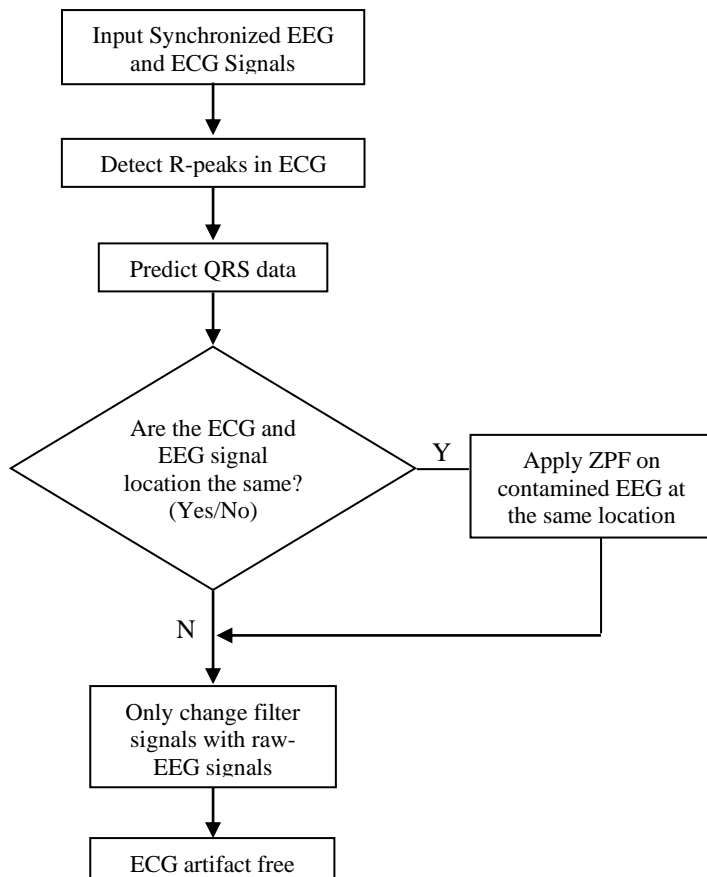 Input Synchronized EEG
and ECG Signals
Detect R-peaks in ECG
Predict QRS data
Are the ECG and
EEG signal
location the same?
(Yes/No)
Y
Apply ZPF on
contamined EEG at
the same location
N
Only change filter
signals with raw-
EEG signals
ECG artifact free